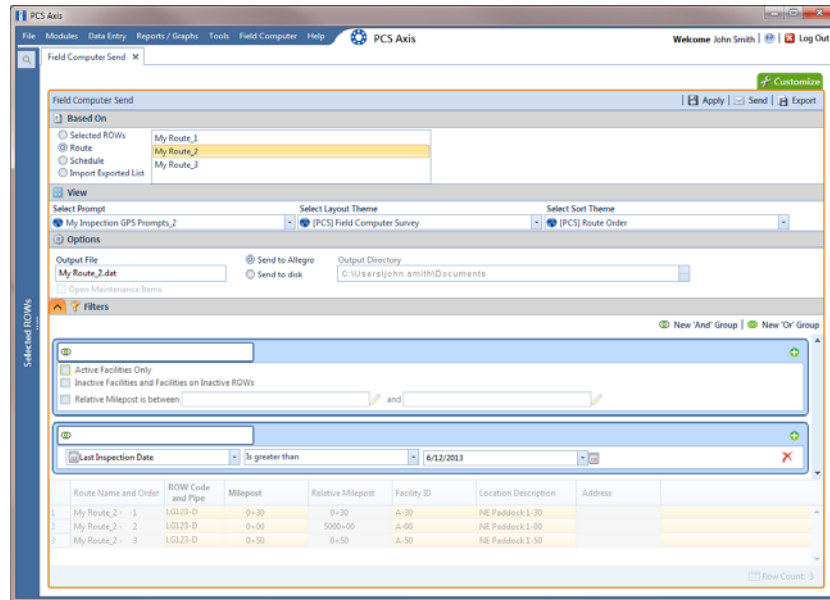 PCS Axis
File Modules Data Entry Reports / Graphs Tools Field Computer Help PCS Axis Welcome John Smith | Log Out
Field Computer Send
Customize
Field Computer Send Apply | Send | Export
Based On
Selected ROWs
Route
Schedule
Import Exported List
My Route_1
My Route_2
My Route_3
View
Select Prompt Select Layout Theme Select Sort Theme
My Inspection GPS Prompts_2 [PCS] Field Computer Survey [PCS] Route Order
Options
Output File Send to Allegro Output Directory
My Route_2.dat Send to disk C:\Users\john.smith\Documents
Open Maintenance Items
Filters
Selected ROWs
New 'And' Group | New 'Or' Group
Active Facilities Only
Inactive Facilities and Facilities on Inactive ROWs
Relative Milepost is between and
Last Inspection Date Is greater than 6/12/2013
Route Name and Order ROW Code and Pipe Milepost Relative Milepost Facility ID Location Description Address
1 My Route_2 - 1 LG123-D 0+30 0+30 A-30 NE Paddock 1-30
2 My Route_2 - 2 LG123-D 0+00 5000+00 A-00 NE Paddock 1-00
3 My Route_2 - 3 LG123-D 0+50 0+50 A-50 NE Paddock 1-50
Row Count: 3